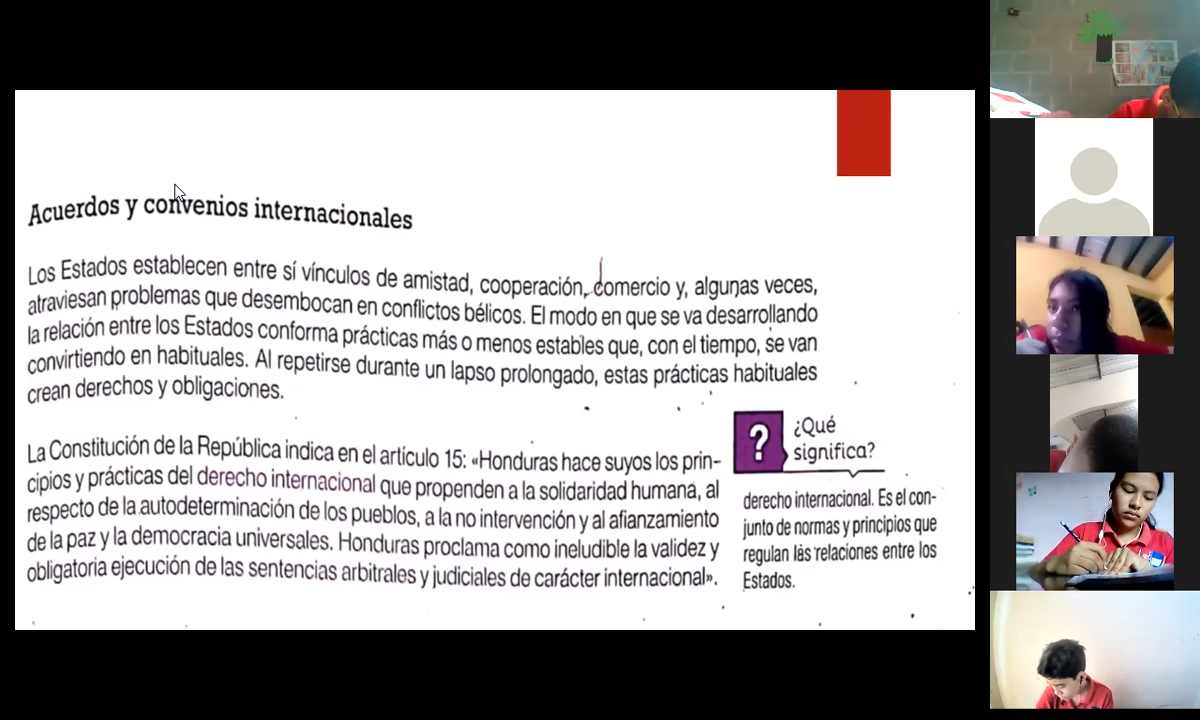 Acuerdos y convenios internacionales
Los Estados establecen entre sí vínculos de amistad, cooperación, comercio y, algunas veces,
atraviesan problemas que desembocan en conflictos bélicos. El modo en que se va desarrollando
la relación entre los Estados conforma prácticas más o menos estables que, con el tiempo, se van
convirtiendo en habituales. Al repetirse durante un lapso prolongado, estas prácticas habituales
crean derechos y obligaciones.
La Constitución de la República indica en el artículo 15: «Honduras hace suyos los prin-
cipios y prácticas del derecho internacional que propenden a la solidaridad humana, al
respecto de la autodeterminación de los pueblos, a la no intervención y al afianzamiento
de la paz y la democracia universales. Honduras proclama como ineludible la validez y
obligatoria ejecución de las sentencias arbitrales y judiciales de carácter internacional».
?
¿Qué
significa?
derecho internacional. Es el con-
junto de normas y principios que
regulan las relaciones entre los
Estados.